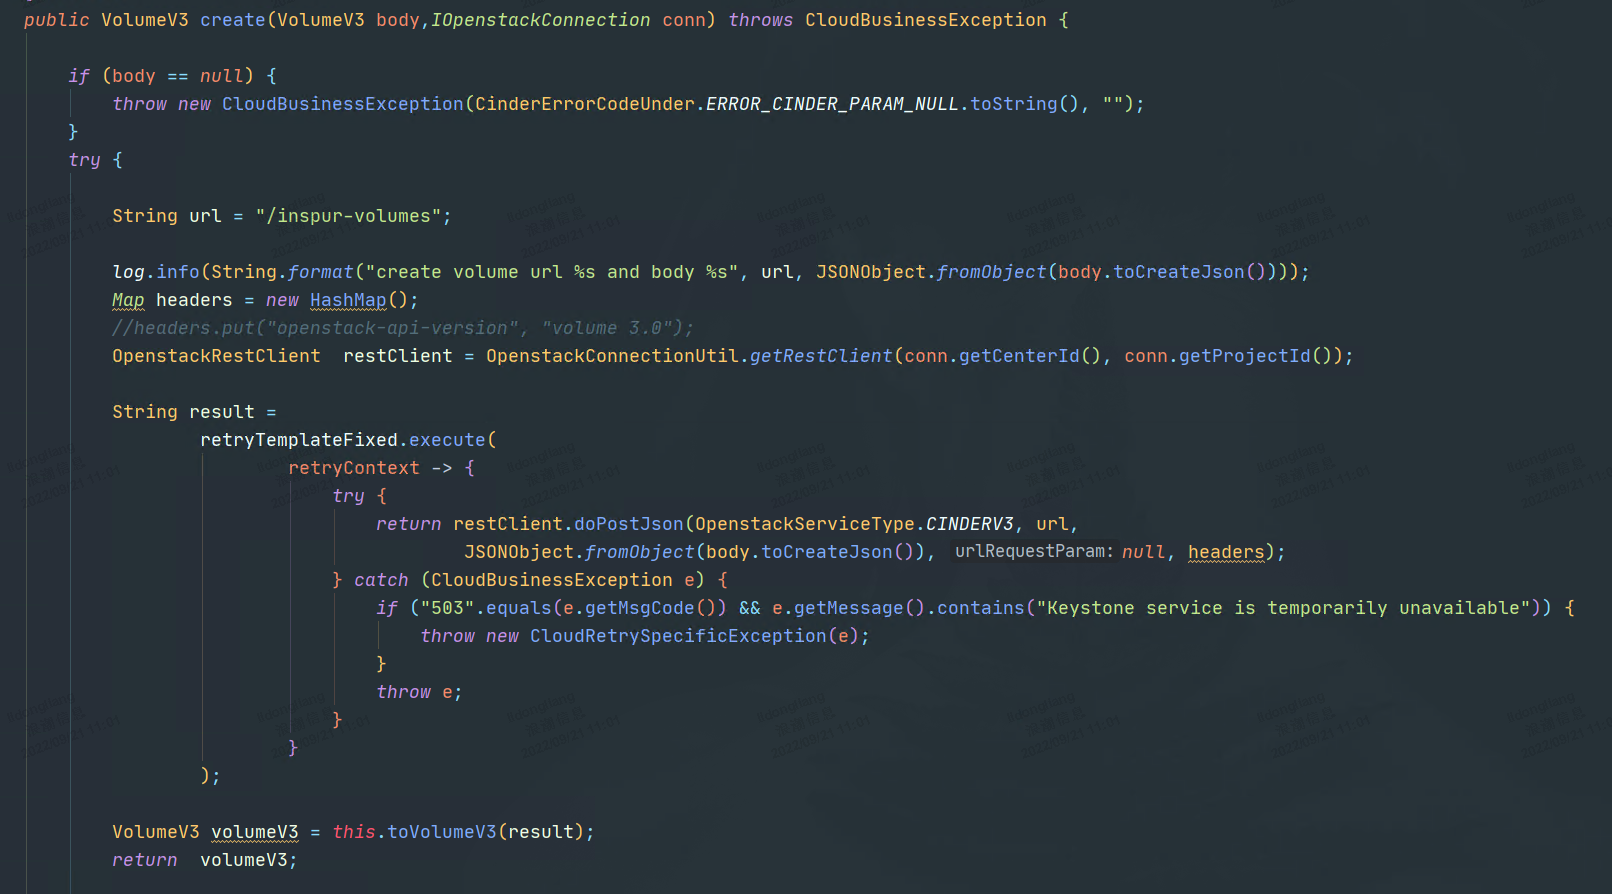 public VolumeV3 create(VolumeV3 body,IOpenstackConnection conn) throws CloudBusinessException {
if (body == null) {
throw new CloudBusinessException(CinderErrorCodeUnder.ERROR_CINDER_PARAM_NULL.toString(), "");
}
try {
String url = "/inspur-volumes";
log.info(String.format("create volume url %s and body %s", url, JSONObject.fromObject(body.toCreateJson())));
Map headers = new HashMap();
//headers.put("openstack-api-version", "volume 3.0");
OpenstackRestClient  restClient = OpenstackConnectionUtil.getRestClient(conn.getCenterId(), conn.getProjectId());
String result =
retryTemplateFixed.execute(
retryContext -> {
try {
return restClient.doPostJson(OpenstackServiceType.CINDERV3, url,
JSONObject.fromObject(body.toCreateJson()), urlRequestParam: null, headers);
} catch (CloudBusinessException e) {
if ("503".equals(e.getMsgCode()) && e.getMessage().contains("Keystone service is temporarily unavailable")) {
throw new CloudRetrySpecificException(e);
}
throw e;
}
}
);
VolumeV3 volumeV3 = this.toVolumeV3(result);
return  volumeV3;